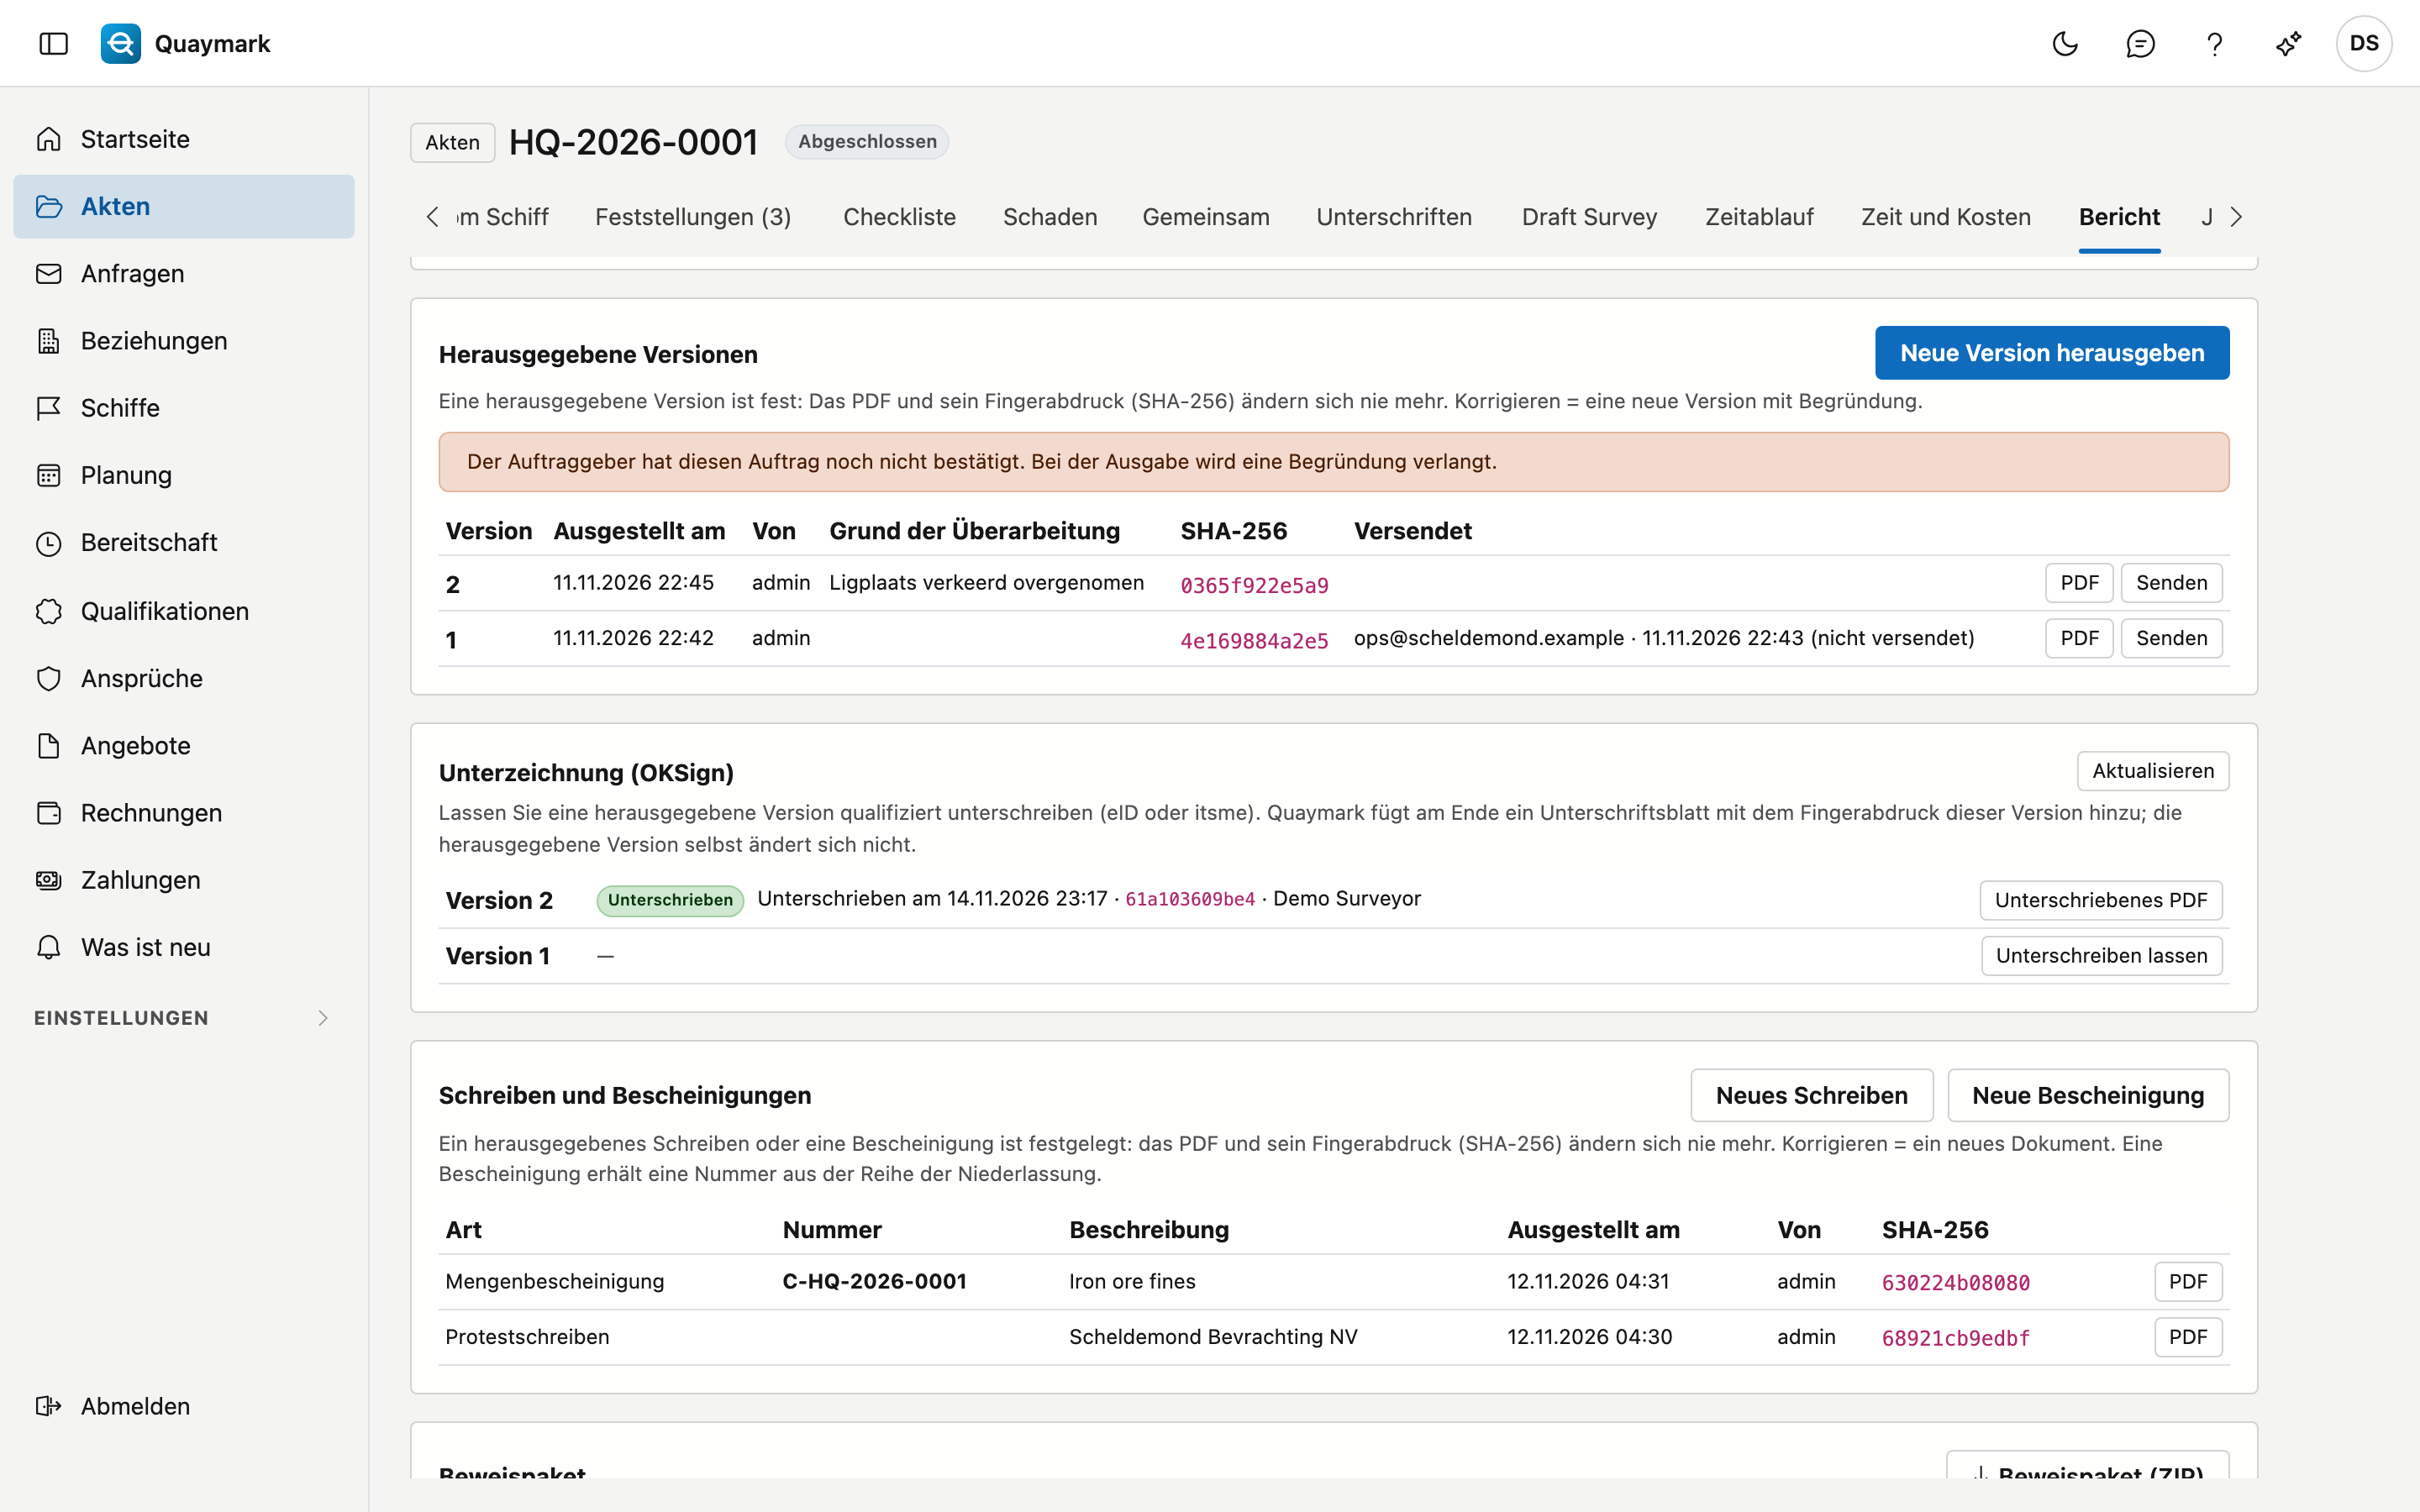 Quaymark
DS
Startseite
Akten
Anfragen
Beziehungen
Schiffe
Planung
Bereitschaft
Qualifikationen
Ansprüche
Angebote
Rechnungen
Zahlungen
Was ist neu
EINSTELLUNGEN
Abmelden
Akten HQ-2026-0001 Abgeschlossen
m Schiff Feststellungen (3) Checkliste Schaden Gemeinsam Unterschriften Draft Survey Zeitablauf Zeit und Kosten Bericht J
Herausgegebene Versionen
Neue Version herausgeben
Eine herausgegebene Version ist fest: Das PDF und sein Fingerabdruck (SHA-256) ändern sich nie mehr. Korrigieren = eine neue Version mit Begründung.
Der Auftraggeber hat diesen Auftrag noch nicht bestätigt. Bei der Ausgabe wird eine Begründung verlangt.
Version Ausgestellt am Von Grund der Überarbeitung SHA-256 Versendet
2 11.11.2026 22:45 admin Ligplaats verkeerd overgenomen 0365f922e5a9 PDF Senden
1 11.11.2026 22:42 admin 4e169884a2e5 ops@scheldemond.example · 11.11.2026 22:43 (nicht versendet) PDF Senden
Unterzeichnung (OKSign)
Aktualisieren
Lassen Sie eine herausgegebene Version qualifiziert unterschreiben (eID oder itsme). Quaymark fügt am Ende ein Unterschriftsblatt mit dem Fingerabdruck dieser Version hinzu; die
herausgegebene Version selbst ändert sich nicht.
Version 2 Unterschrieben Unterschrieben am 14.11.2026 23:17 · 61a103609be4 · Demo Surveyor Unterschriebenes PDF
Version 1 — Unterschreiben lassen
Schreiben und Bescheinigungen
Neues Schreiben Neue Bescheinigung
Ein herausgegebenes Schreiben oder eine Bescheinigung ist festgelegt: das PDF und sein Fingerabdruck (SHA-256) ändern sich nie mehr. Korrigieren = ein neues Dokument. Eine
Bescheinigung erhält eine Nummer aus der Reihe der Niederlassung.
Art Nummer Beschreibung Ausgestellt am Von SHA-256
Mengenbescheinigung C-HQ-2026-0001 Iron ore fines 12.11.2026 04:31 admin 630224b08080 PDF
Protestschreiben Scheldemond Bevrachting NV 12.11.2026 04:30 admin 68921cb9edbf PDF
Beweispaket
Beweispaket (ZIP)